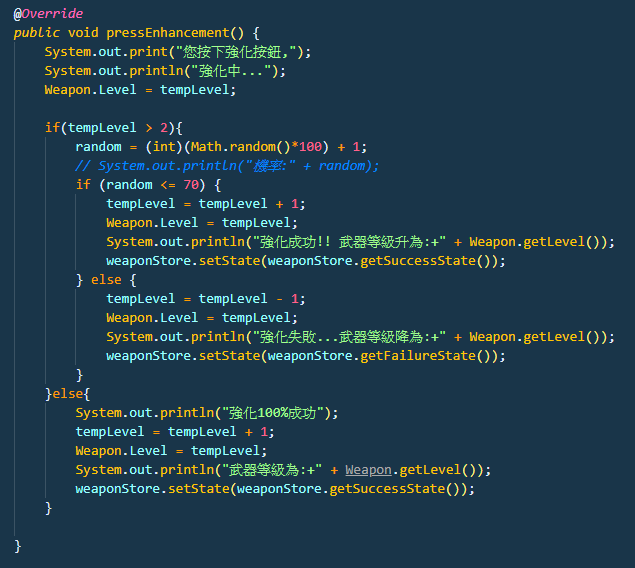 @Override
public void pressEnhancement() {
System.out.print("您按下強化按鈕,");
System.out.println("強化中...");
Weapon.Level = tempLevel;
if(tempLevel > 2){
random = (int)(Math.random()*100) + 1;
// System.out.println("機率:" + random);
if (random <= 70) {
tempLevel = tempLevel + 1;
Weapon.Level = tempLevel;
System.out.println("強化成功!! 武器等級升為:+" + Weapon.getLevel());
weaponStore.setState(weaponStore.getSuccessState());
} else {
tempLevel = tempLevel - 1;
Weapon.Level = tempLevel;
System.out.println("強化失敗...武器等級降為:+" + Weapon.getLevel());
weaponStore.setState(weaponStore.getFailureState());
}
}else{
System.out.println("強化100%成功");
tempLevel = tempLevel + 1;
Weapon.Level = tempLevel;
System.out.println("武器等級為:+" + Weapon.getLevel());
weaponStore.setState(weaponStore.getSuccessState());
}
}